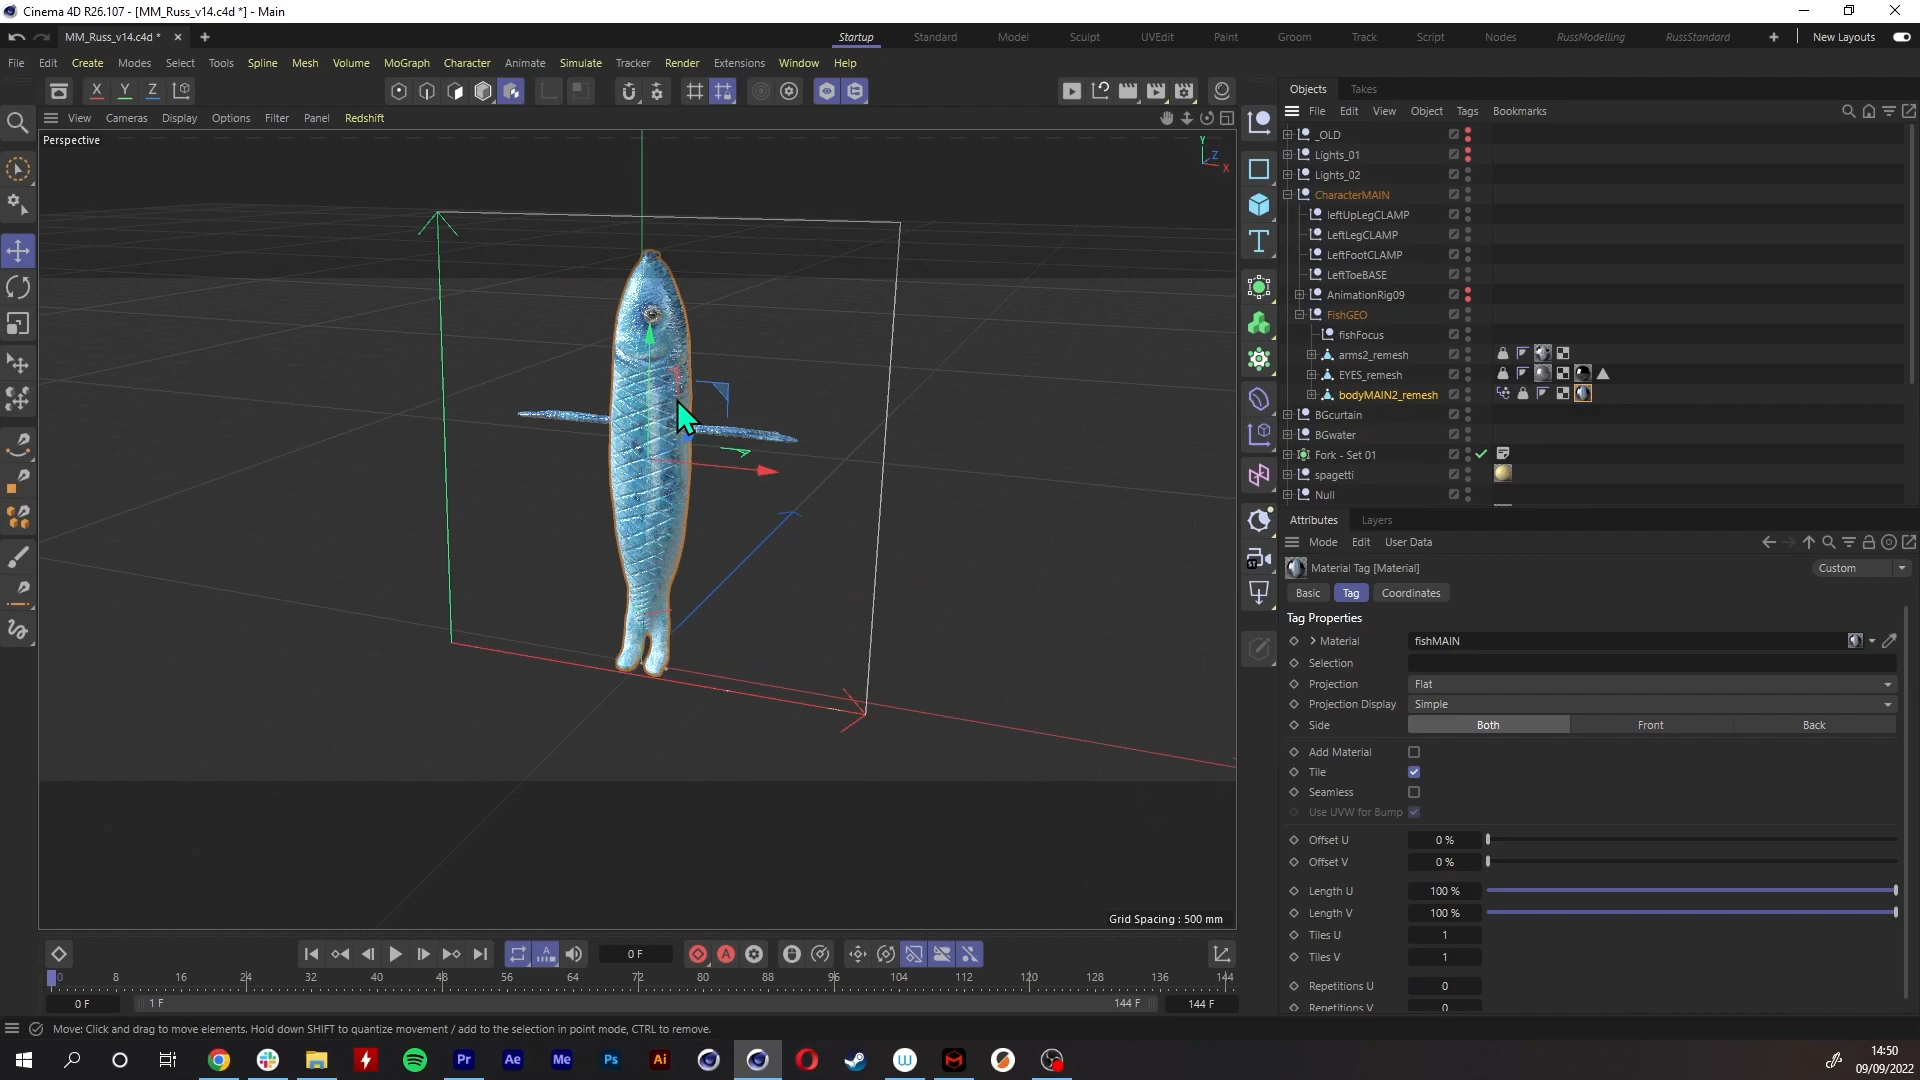 Cinema 4D R26.107 - [MM_Russ_v14.c4d *] - Main
MM_Russ_v14.c4d *
Startup
Standard
Model
Sculpt
UVEdit
Paint
Groom
Track
Script
Nodes
RussModelling
RussStandard
New Layouts
File Edit Create Modes Select Tools Spline Mesh Volume MoGraph Character Animate Simulate Tracker Render Extensions Window Help
X Y Z
Objects Takes
View Cameras Display Options Filter Panel Redshift
File Edit View Object Tags Bookmarks
Perspective
Y
Z
X
_OLD
Lights_01
Lights_02
CharacterMAIN
leftUpLegCLAMP
LeftLegCLAMP
LeftFootCLAMP
LeftToeBASE
AnimationRig09
FishGEO
fishFocus
arms2_remesh
EYES_remesh
bodyMAIN2_remesh
BGcurtain
BGwater
Fork - Set 01
spagetti
Null
Attributes Layers
Mode Edit User Data
Material Tag [Material]
Custom
Basic Tag Coordinates
Tag Properties
Material fishMAIN
Selection
Projection Flat
Projection Display Simple
Side Both Front Back
Add Material
Tile
Seamless
Use UVW for Bump
Offset U 0 %
Offset V 0 %
Length U 100 %
Length V 100 %
Tiles U 1
Tiles V 1
Repetitions U 0
Repetitions V 0
Grid Spacing : 500 mm
0 F
0 8 16 24 32 40 48 56 64 72 80 88 96 104 112 120 128 136 144
0 F 1 F 144 F 144 F
Move: Click and drag to move elements. Hold down SHIFT to quantize movement / add to the selection in point mode, CTRL to remove.
Pr Ae Me Ps Ai
14:50
09/09/2022